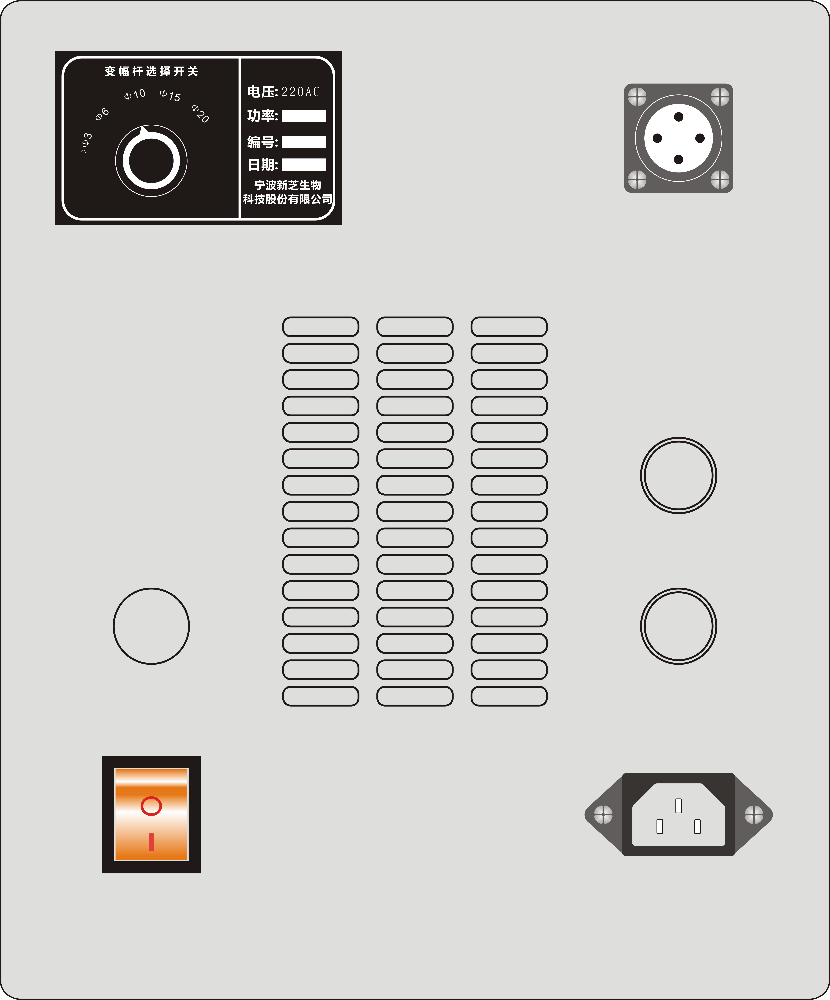 变幅杆选择开关
>Φ3
Φ6
Φ10
Φ15
Φ20
电压:220AC
功率:
编号:
日期:
宁波新芝生物
科技股份有限公司